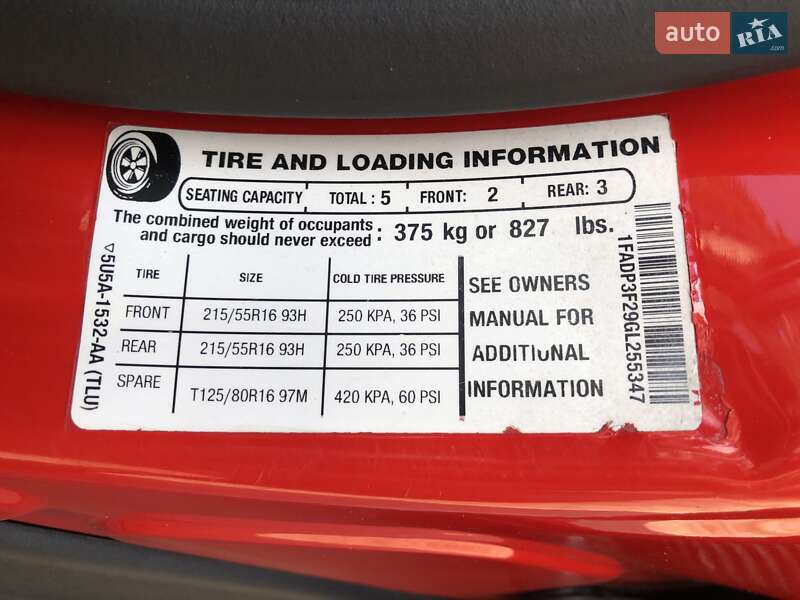 auto RIA.com
TIRE AND LOADING INFORMATION
SEATING CAPACITY TOTAL : 5 FRONT: 2 REAR: 3
The combined weight of occupants
and cargo should never exceed : 375 kg or 827 lbs.
TIRE SIZE COLD TIRE PRESSURE
FRONT 215/55R16 93H 250 KPA, 36 PSI
REAR 215/55R16 93H 250 KPA, 36 PSI
SPARE T125/80R16 97M 420 KPA, 60 PSI
SEE OWNERS
MANUAL FOR
ADDITIONAL
INFORMATION
▽5U5A-1532-AA (TLU)
1FADP3F29GL255347